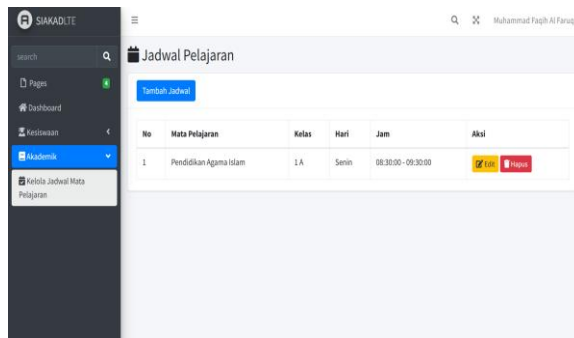 R SIAKADLTE
Muhammad Faqih Al Faruq
search
Jadwal Pelajaran
Pages 4
Tambah Jadwal
Dashboard
Kesiswaan
No Mata Pelajaran Kelas Hari Jam Aksi
Akademik
1 Pendidikan Agama Islam 1 A Senin 08:30:00 - 09:30:00 Edit Hapus
Kelola Jadwal Mata
Pelajaran